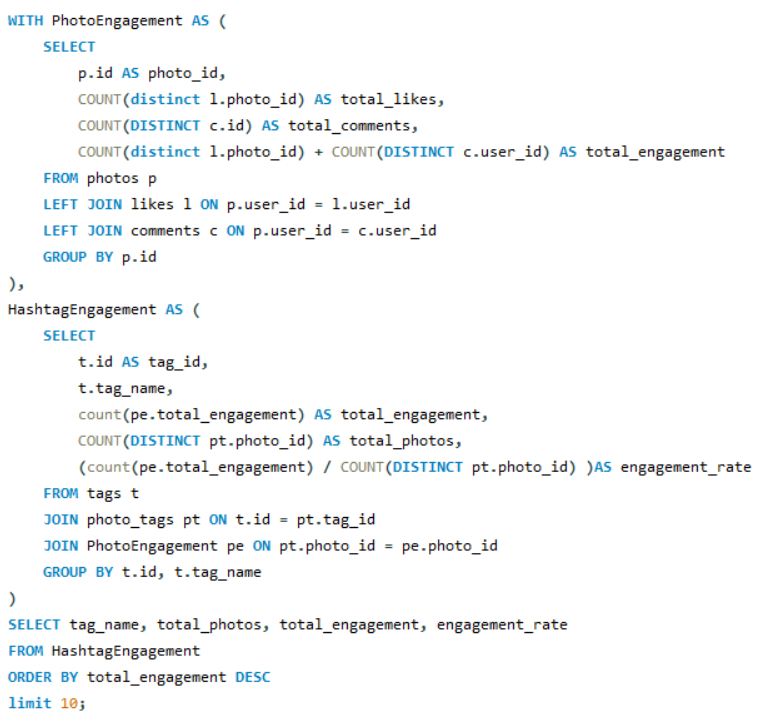 WITH PhotoEngagement AS (
    SELECT
        p.id AS photo_id,
        COUNT(distinct l.photo_id) AS total_likes,
        COUNT(DISTINCT c.id) AS total_comments,
        COUNT(distinct l.photo_id) + COUNT(DISTINCT c.user_id) AS total_engagement
    FROM photos p
    LEFT JOIN likes l ON p.user_id = l.user_id
    LEFT JOIN comments c ON p.user_id = c.user_id
    GROUP BY p.id
),
HashtagEngagement AS (
    SELECT
        t.id AS tag_id,
        t.tag_name,
        count(pe.total_engagement) AS total_engagement,
        COUNT(DISTINCT pt.photo_id) AS total_photos,
        (count(pe.total_engagement) / COUNT(DISTINCT pt.photo_id) )AS engagement_rate
    FROM tags t
    JOIN photo_tags pt ON t.id = pt.tag_id
    JOIN PhotoEngagement pe ON pt.photo_id = pe.photo_id
    GROUP BY t.id, t.tag_name
)
SELECT tag_name, total_photos, total_engagement, engagement_rate
FROM HashtagEngagement
ORDER BY total_engagement DESC
limit 10;